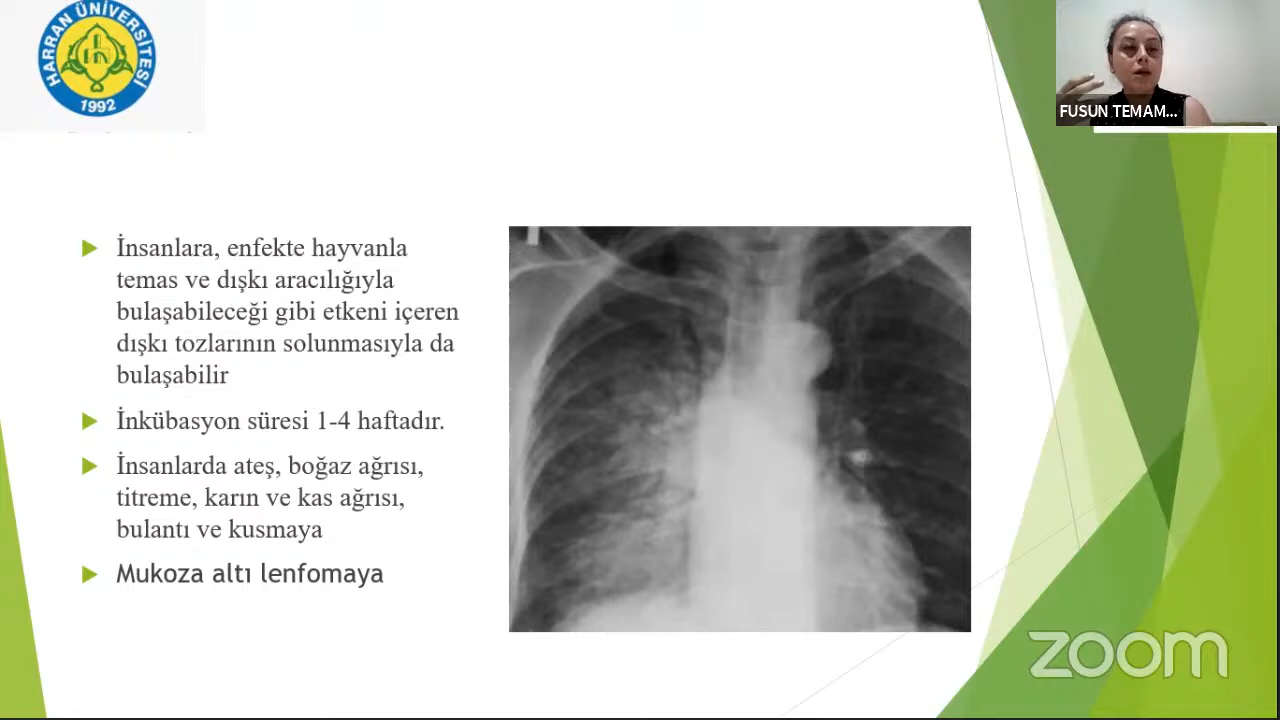 HARRAN ÜNİVERSİTESİ
1992
FUSUN TEMAM...
İnsanlara, enfekte hayvanla
temas ve dışkı aracılığıyla
bulaşabileceği gibi etkeni içeren
dışkı tozlarının solunmasıyla da
bulaşabilir
İnkübasyon süresi 1-4 haftadır.
İnsanlarda ateş, boğaz ağrısı,
titreme, karın ve kas ağrısı,
bulantı ve kusmaya
Mukoza altı lenfomaya
zoom